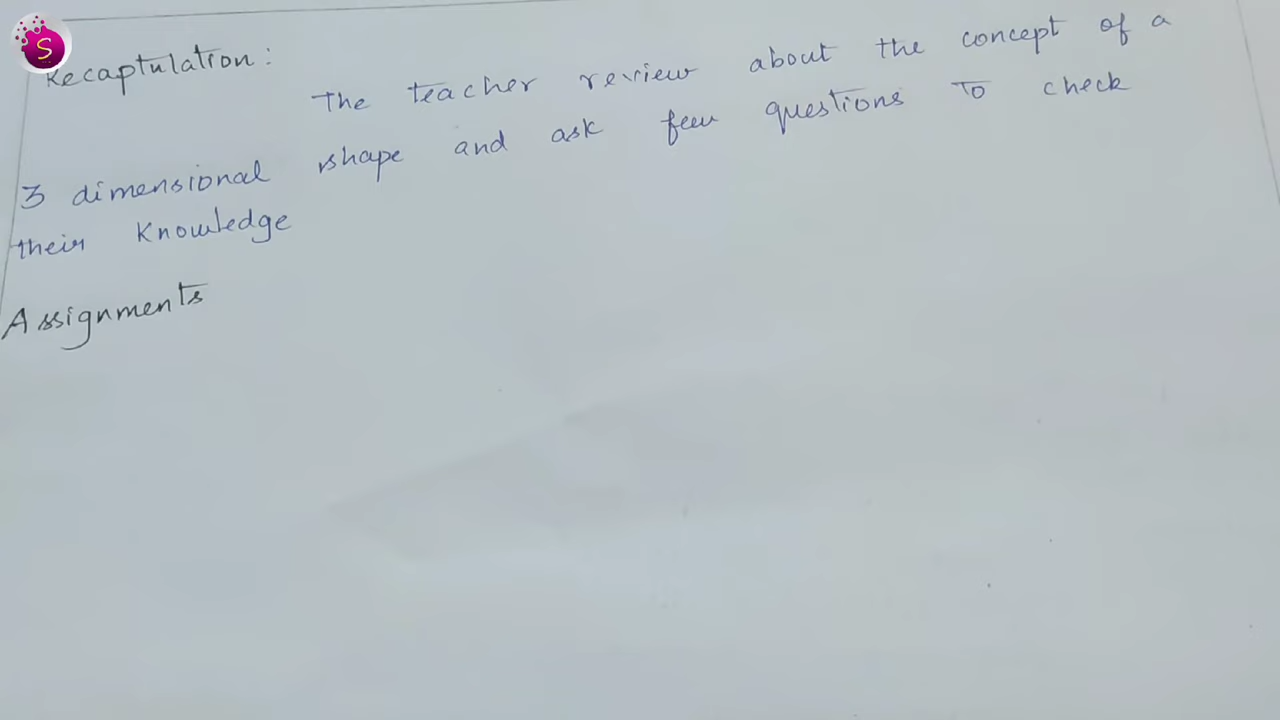 S
Recaptulation :
The teacher review about the concept of a
3 dimensional shape and ask few questions to check
their knowledge
Assignments